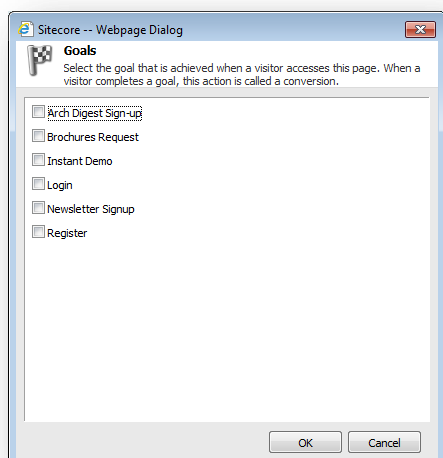 Sitecore -- Webpage Dialog
Goals
Select the goal that is achieved when a visitor accesses this page. When a
visitor completes a goal, this action is called a conversion.
Arch Digest Sign-up
Brochures Request
Instant Demo
Login
Newsletter Signup
Register
OK Cancel